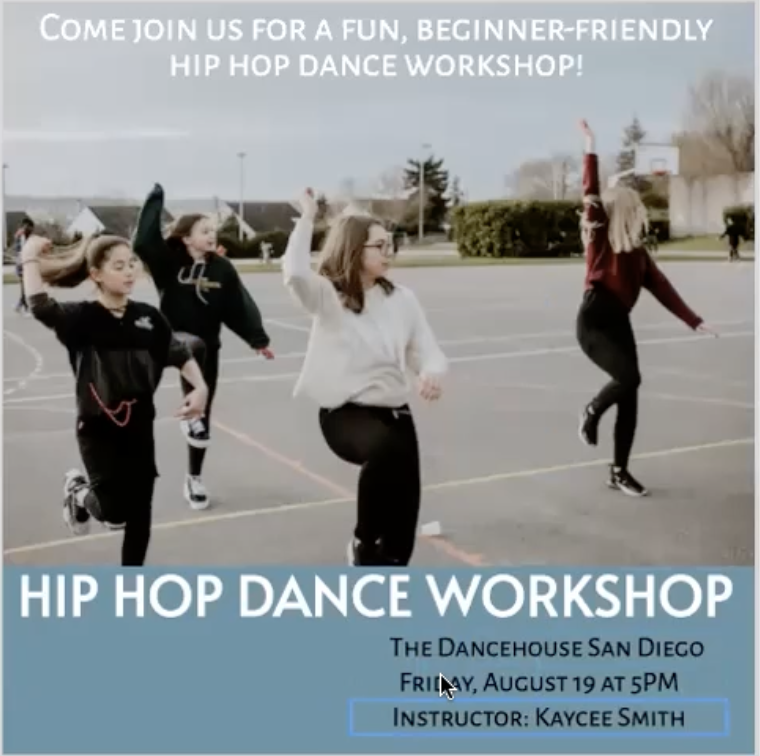 Come join us for a fun, beginner-friendly
hip hop dance workshop!
HIP HOP DANCE WORKSHOP
The Dancehouse San Diego
Friday, August 19 at 5PM
Instructor: Kaycee Smith